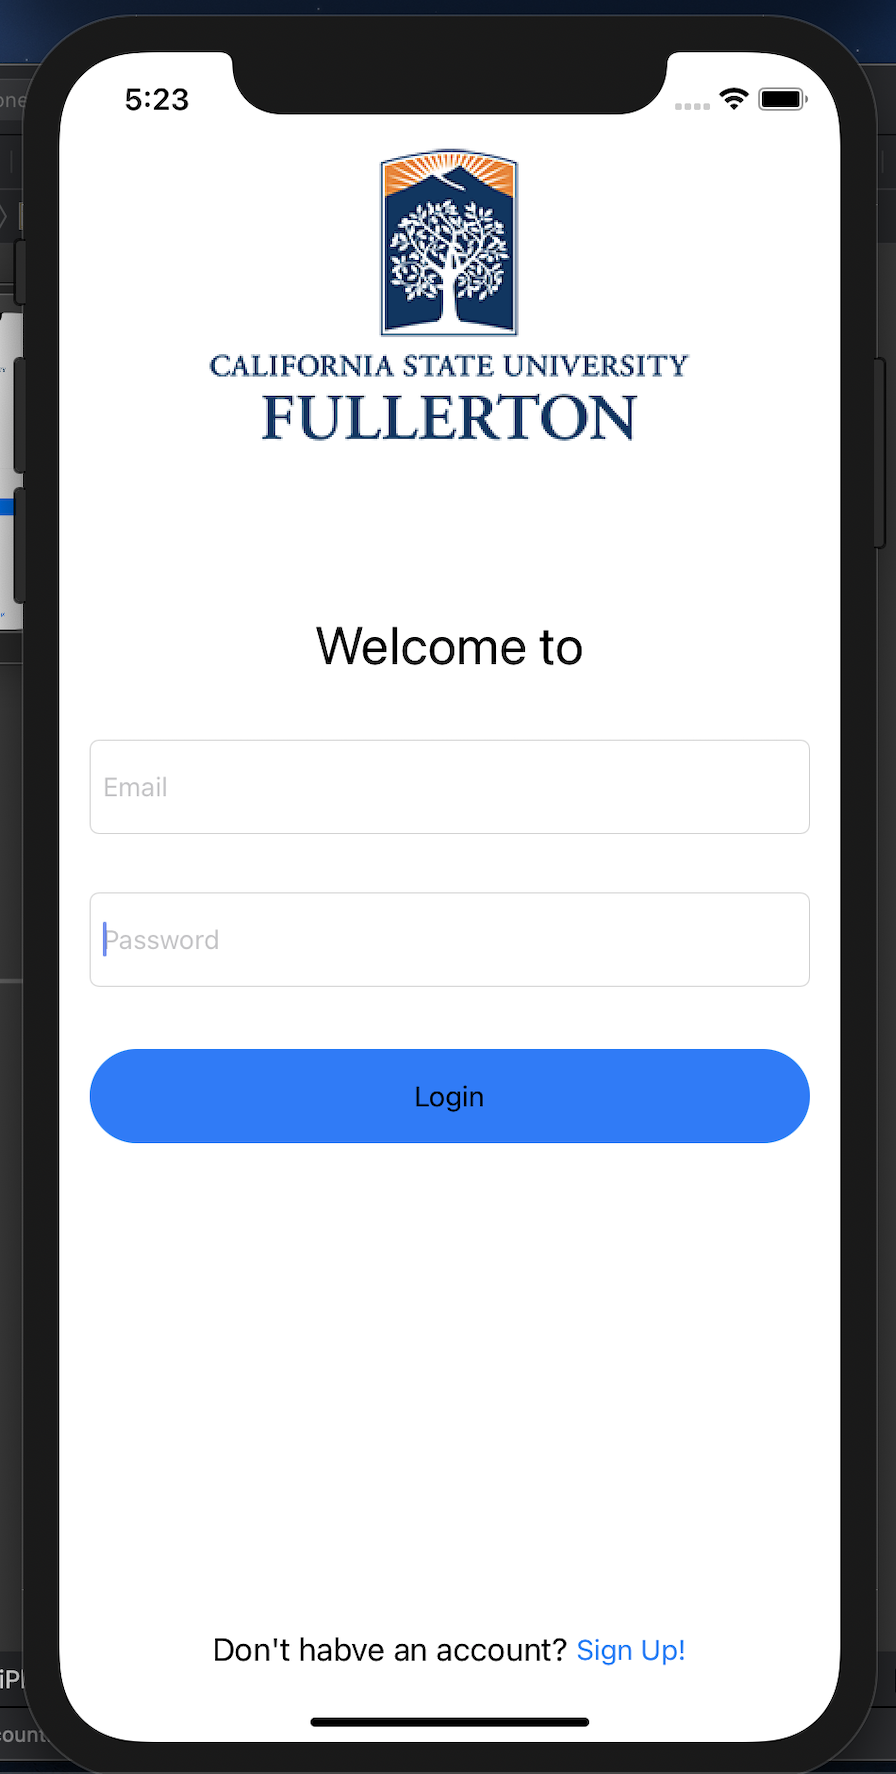 5:23
CALIFORNIA STATE UNIVERSITY
FULLERTON
Welcome to
Email
Password
Login
Don't habve an account? Sign Up!